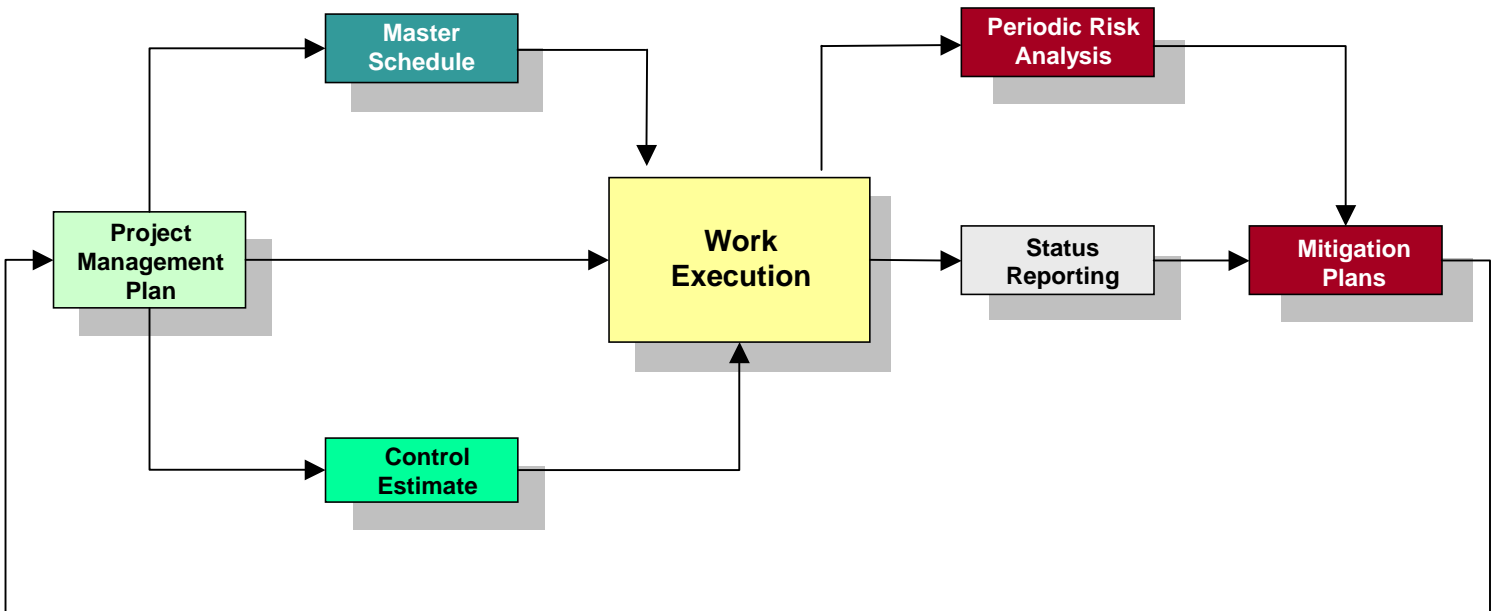 Master
Schedule
Periodic Risk
Analysis
Project
Management
Plan
Work
Execution
Status
Reporting
Mitigation
Plans
Control
Estimate